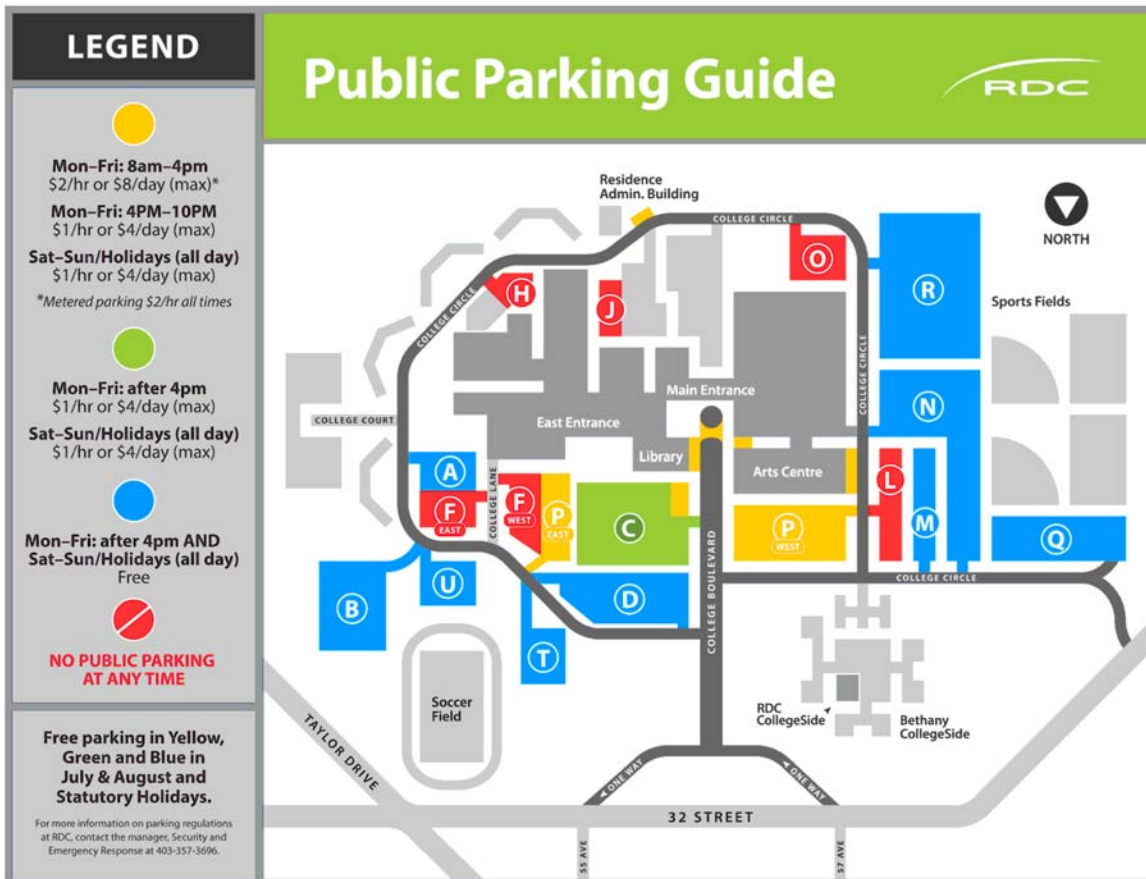 LEGEND
Mon–Fri: 8am–4pm
$2/hr or $8/day (max)*
Mon–Fri: 4PM–10PM
$1/hr or $4/day (max)
Sat–Sun/Holidays (all day)
$1/hr or $4/day (max)
*Metered parking $2/hr all times
Mon–Fri: after 4pm
$1/hr or $4/day (max)
Sat–Sun/Holidays (all day)
$1/hr or $4/day (max)
Mon–Fri: after 4pm AND
Sat–Sun/Holidays (all day)
Free
NO PUBLIC PARKING
AT ANY TIME
Free parking in Yellow,
Green and Blue in
July & August and
Statutory Holidays.
For more information on parking regulations
at RDC, contact the manager, Security and
Emergency Response at 403-357-3696.
Public Parking Guide
RDC
Residence
Admin. Building
COLLEGE CIRCLE
NORTH
O
R
H
J
Sports Fields
COLLEGE CIRCLE
COLLEGE CIRCLE
Main Entrance
N
COLLEGE COURT
East Entrance
Library
Arts Centre
A
COLLEGE LANE
F
EAST
F
WEST
P
EAST
C
COLLEGE BOULEVARD
P
WEST
L
M
Q
COLLEGE CIRCLE
B
U
D
T
Soccer
Field
RDC
CollegeSide
Bethany
CollegeSide
TAYLOR DRIVE
ONE WAY
ONE WAY
32 STREET
55 AVE
57 AVE